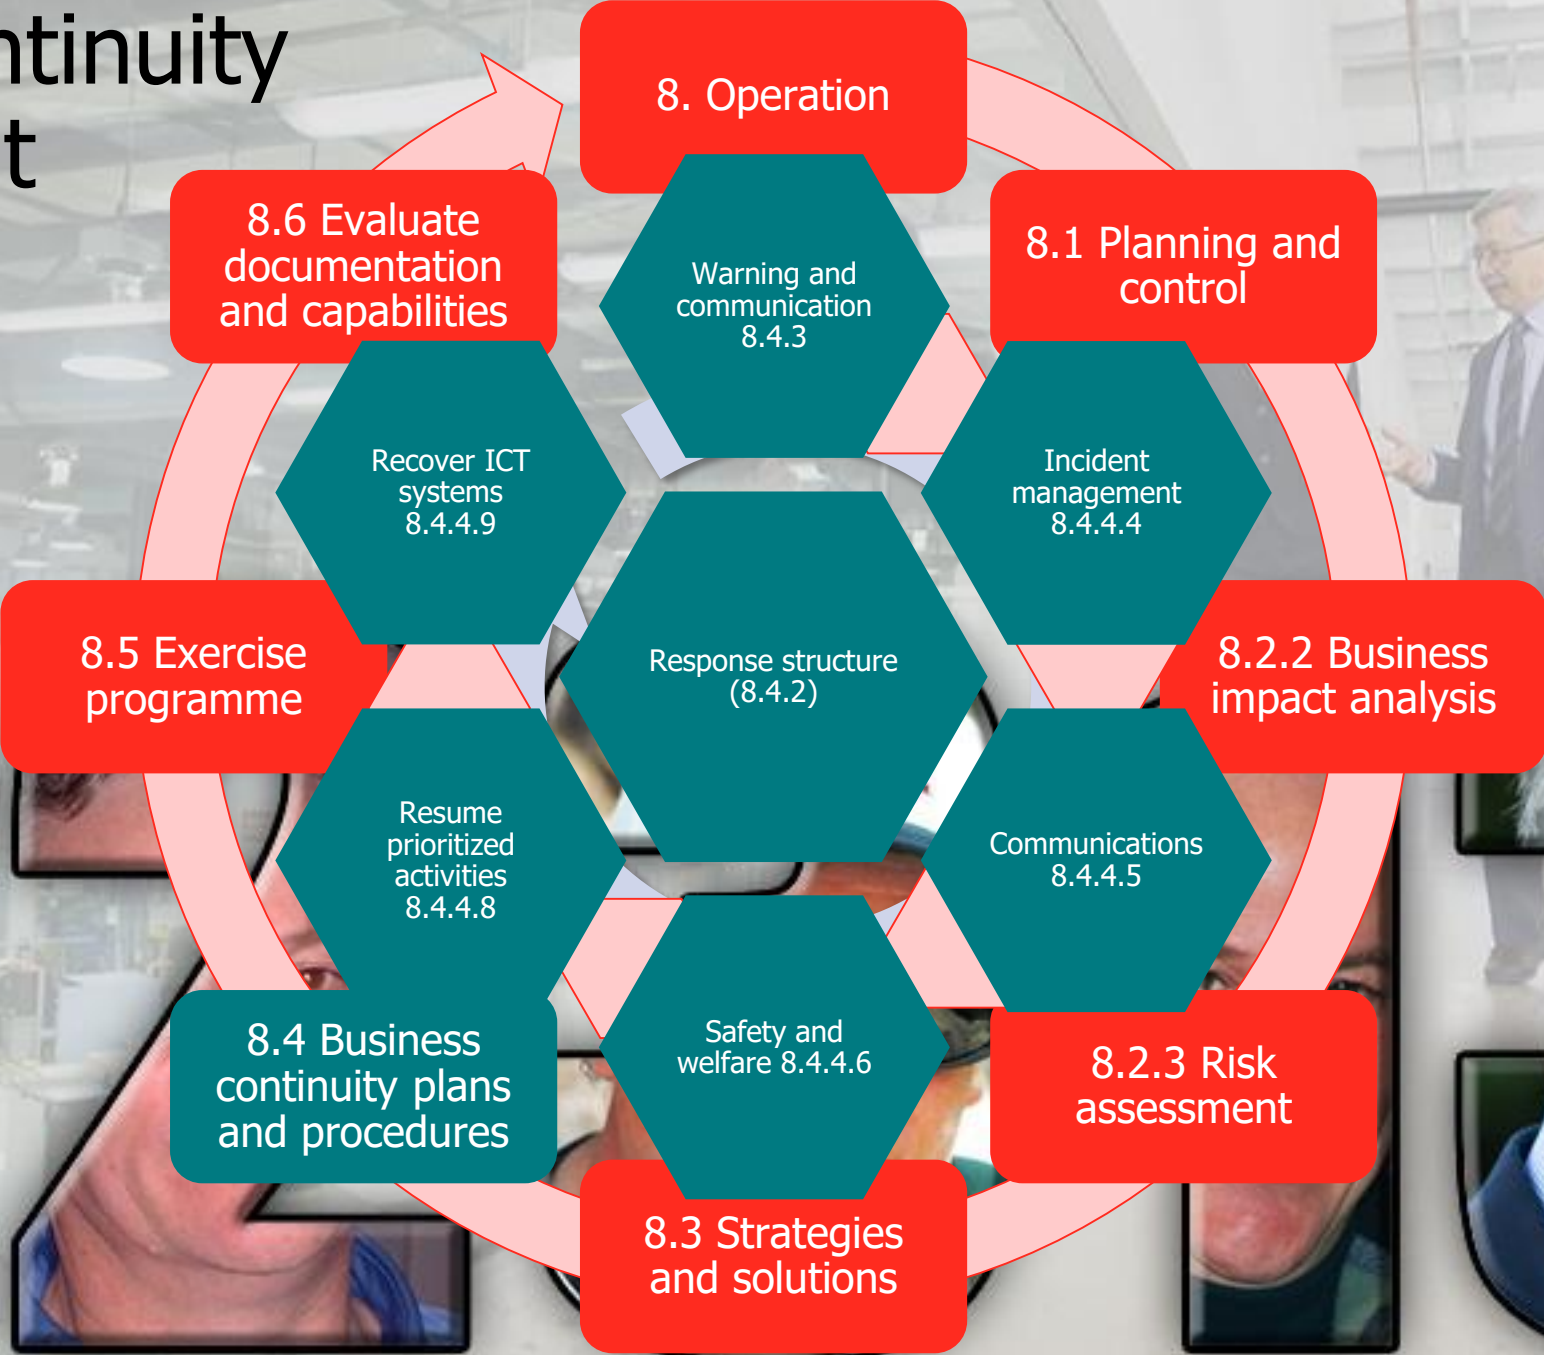 8. Operation
8.6 Evaluate
documentation
and capabilities
8.1 Planning and
control
Warning and
communication
8.4.3
Recover ICT
systems
8.4.4.9
Incident
management
8.4.4.4
8.5 Exercise
programme
Response structure
(8.4.2)
8.2.2 Business
impact analysis
Resume
prioritized
activities
8.4.4.8
Communications
8.4.4.5
8.4 Business
continuity plans
and procedures
Safety and
welfare 8.4.4.6
8.2.3 Risk
assessment
8.3 Strategies
and solutions